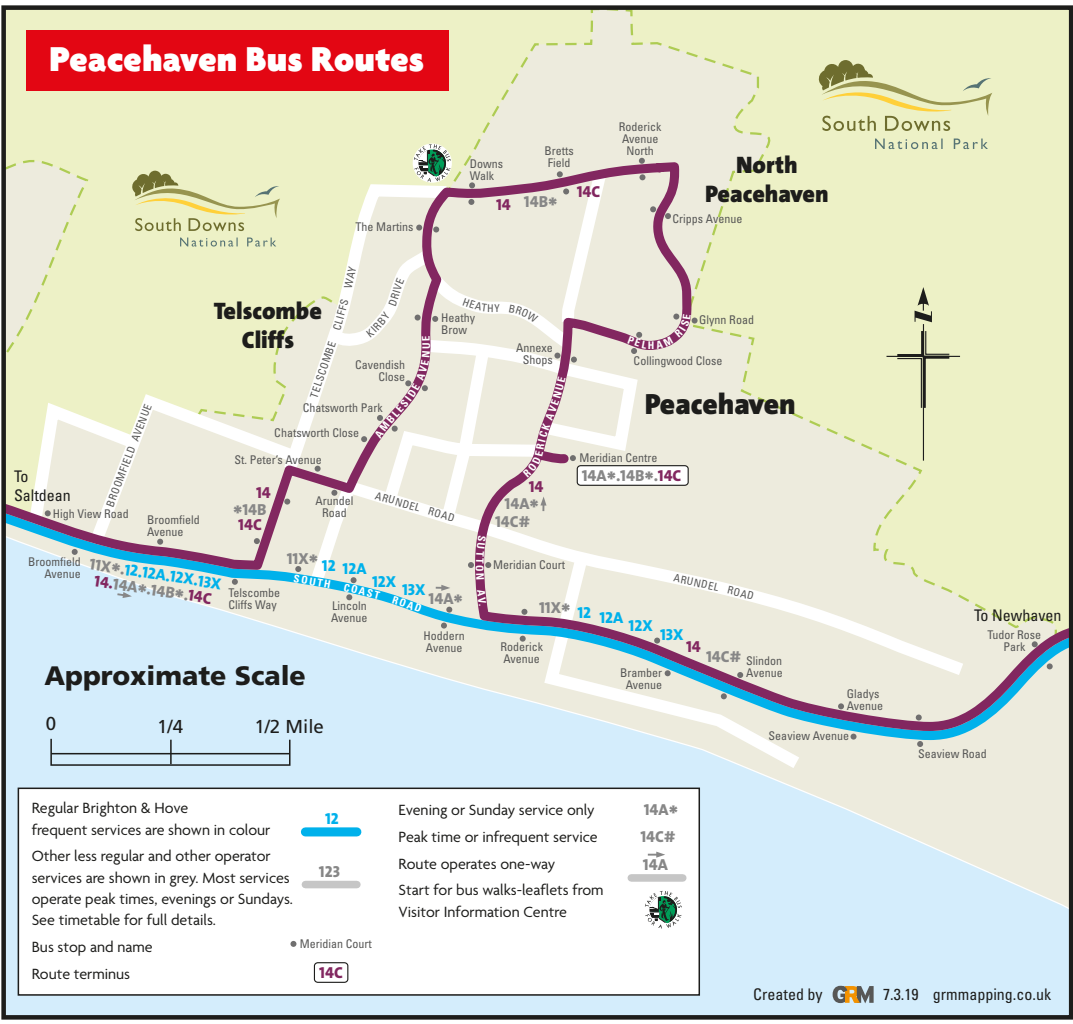 Peacehaven Bus Routes
South Downs
National Park
South Downs
National Park
TAKE THE BUS
FOR A WALK
Downs
Walk
Bretts
Field
Roderick
Avenue
North
North
Peacehaven
14
14B*
14C
Cripps Avenue
The Martins
TELSCOMBE CLIFFS WAY
KIRBY DRIVE
HEATHY BROW
Telscombe
Cliffs
Heathy
Brow
Glynn Road
PELHAM RISE
Collingwood Close
Annexe
Shops
Cavendish
Close
AMBLESIDE AVENUE
Chatsworth Park
Chatsworth Close
Peacehaven
RODERICK AVENUE
N
BROOMFIELD AVENUE
St. Peter's Avenue
Meridian Centre
14A*.14B*.14C
To
Saltdean
High View Road
Broomfield
Avenue
14
*14B
14C
Arundel
Road
ARUNDEL ROAD
14
14A*
14C#
SUTTON AV.
Meridian Court
ARUNDEL ROAD
Broomfield
Avenue
11X*.12.12A.12X.13X
14.14A*.14B*.14C
Telscombe
Cliffs Way
11X*
12
12A
12X
13X
14A*
SOUTH COAST ROAD
Lincoln
Avenue
Hoddern
Avenue
Roderick
Avenue
11X*
12
12A
12X
13X
14
14C#
Bramber
Avenue
Slindon
Avenue
Gladys
Avenue
Seaview Avenue
Seaview Road
To Newhaven
Tudor Rose
Park
Approximate Scale
0
1/4
1/2 Mile
Regular Brighton & Hove
frequent services are shown in colour
12
Other less regular and other operator
services are shown in grey. Most services
operate peak times, evenings or Sundays.
See timetable for full details.
123
Bus stop and name
Meridian Court
Route terminus
14C
Evening or Sunday service only
14A*
Peak time or infrequent service
14C#
Route operates one-way
14A
Start for bus walks-leaflets from
Visitor Information Centre
TAKE THE BUS
FOR A WALK
Created by GRM 7.3.19 grmmapping.co.uk